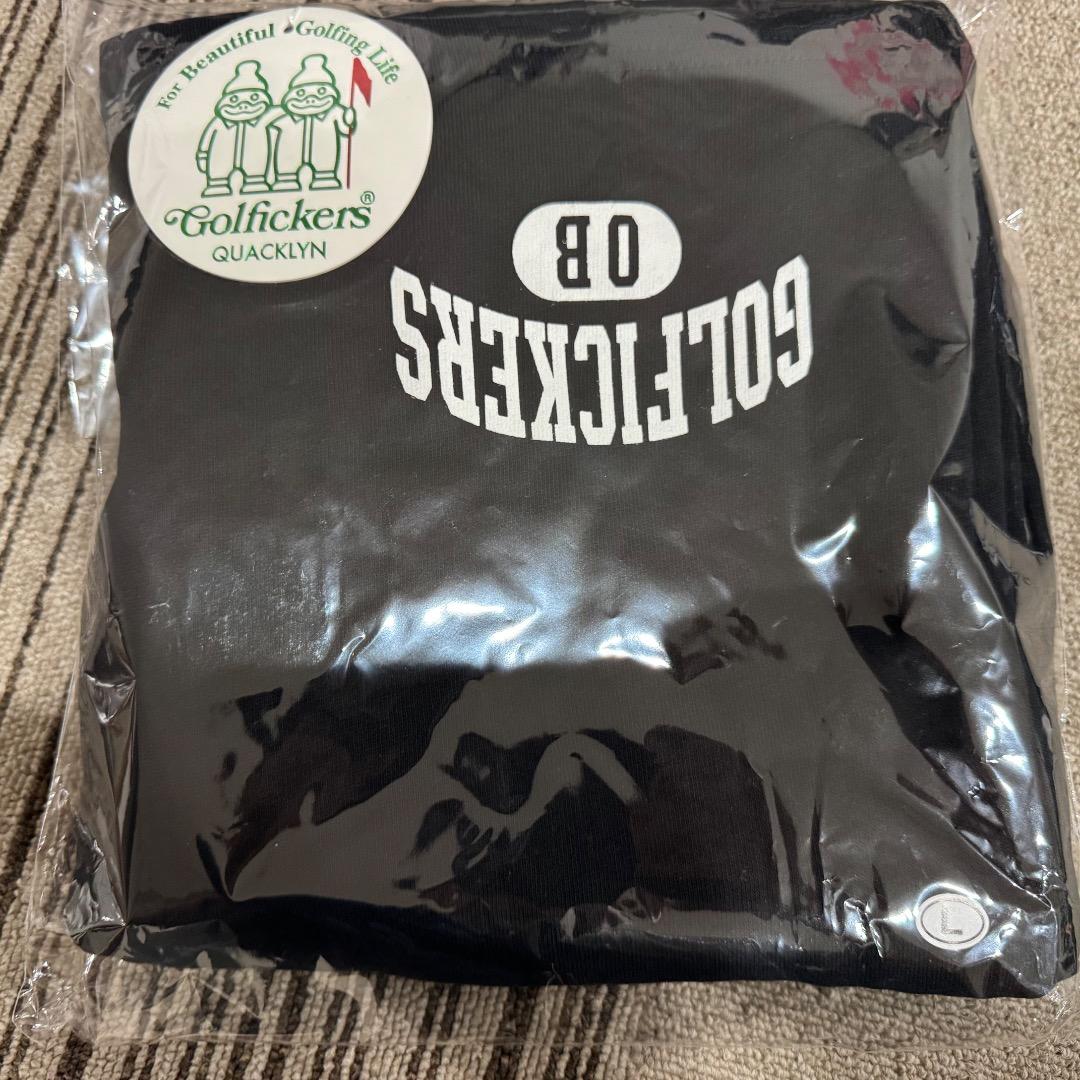 For Beautiful Golfing Life
Golfickers®
QUACKLYN
GOLFICKERS
OB
L